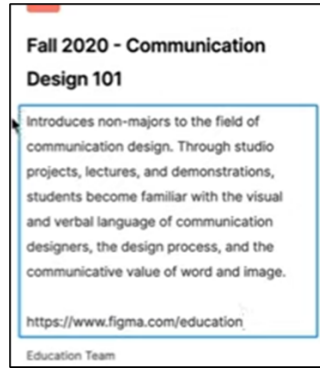 Fall 2020 - Communication
Design 101
Introduces non-majors to the field of
communication design. Through studio
projects, lectures, and demonstrations,
students become familiar with the visual
and verbal language of communication
designers, the design process, and the
communicative value of word and image.
https://www.figma.com/education
Education Team